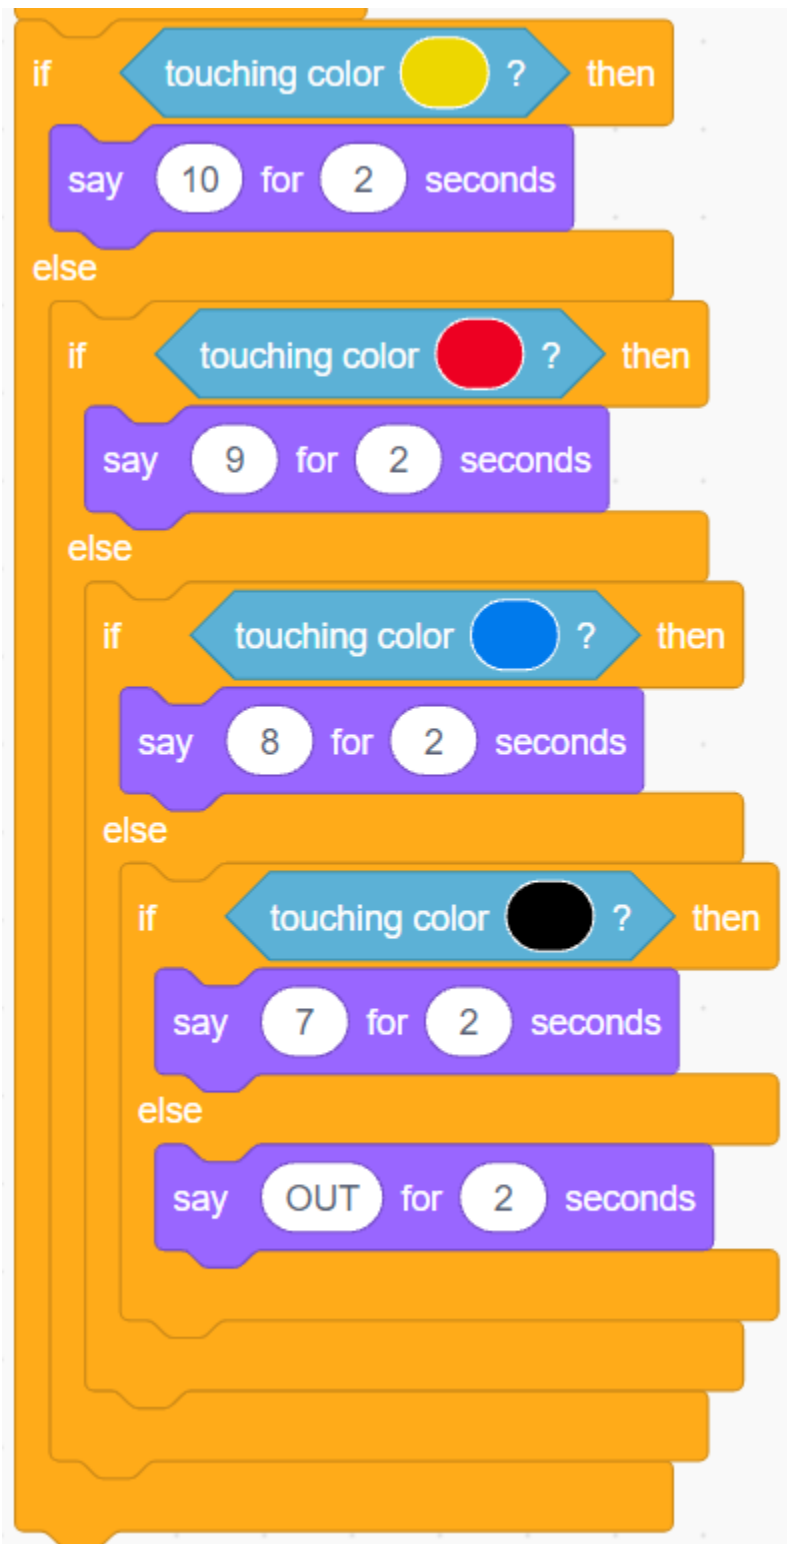 if touching color ? then
say 10 for 2 seconds
else
if touching color ? then
say 9 for 2 seconds
else
if touching color ? then
say 8 for 2 seconds
else
if touching color ? then
say 7 for 2 seconds
else
say OUT for 2 seconds